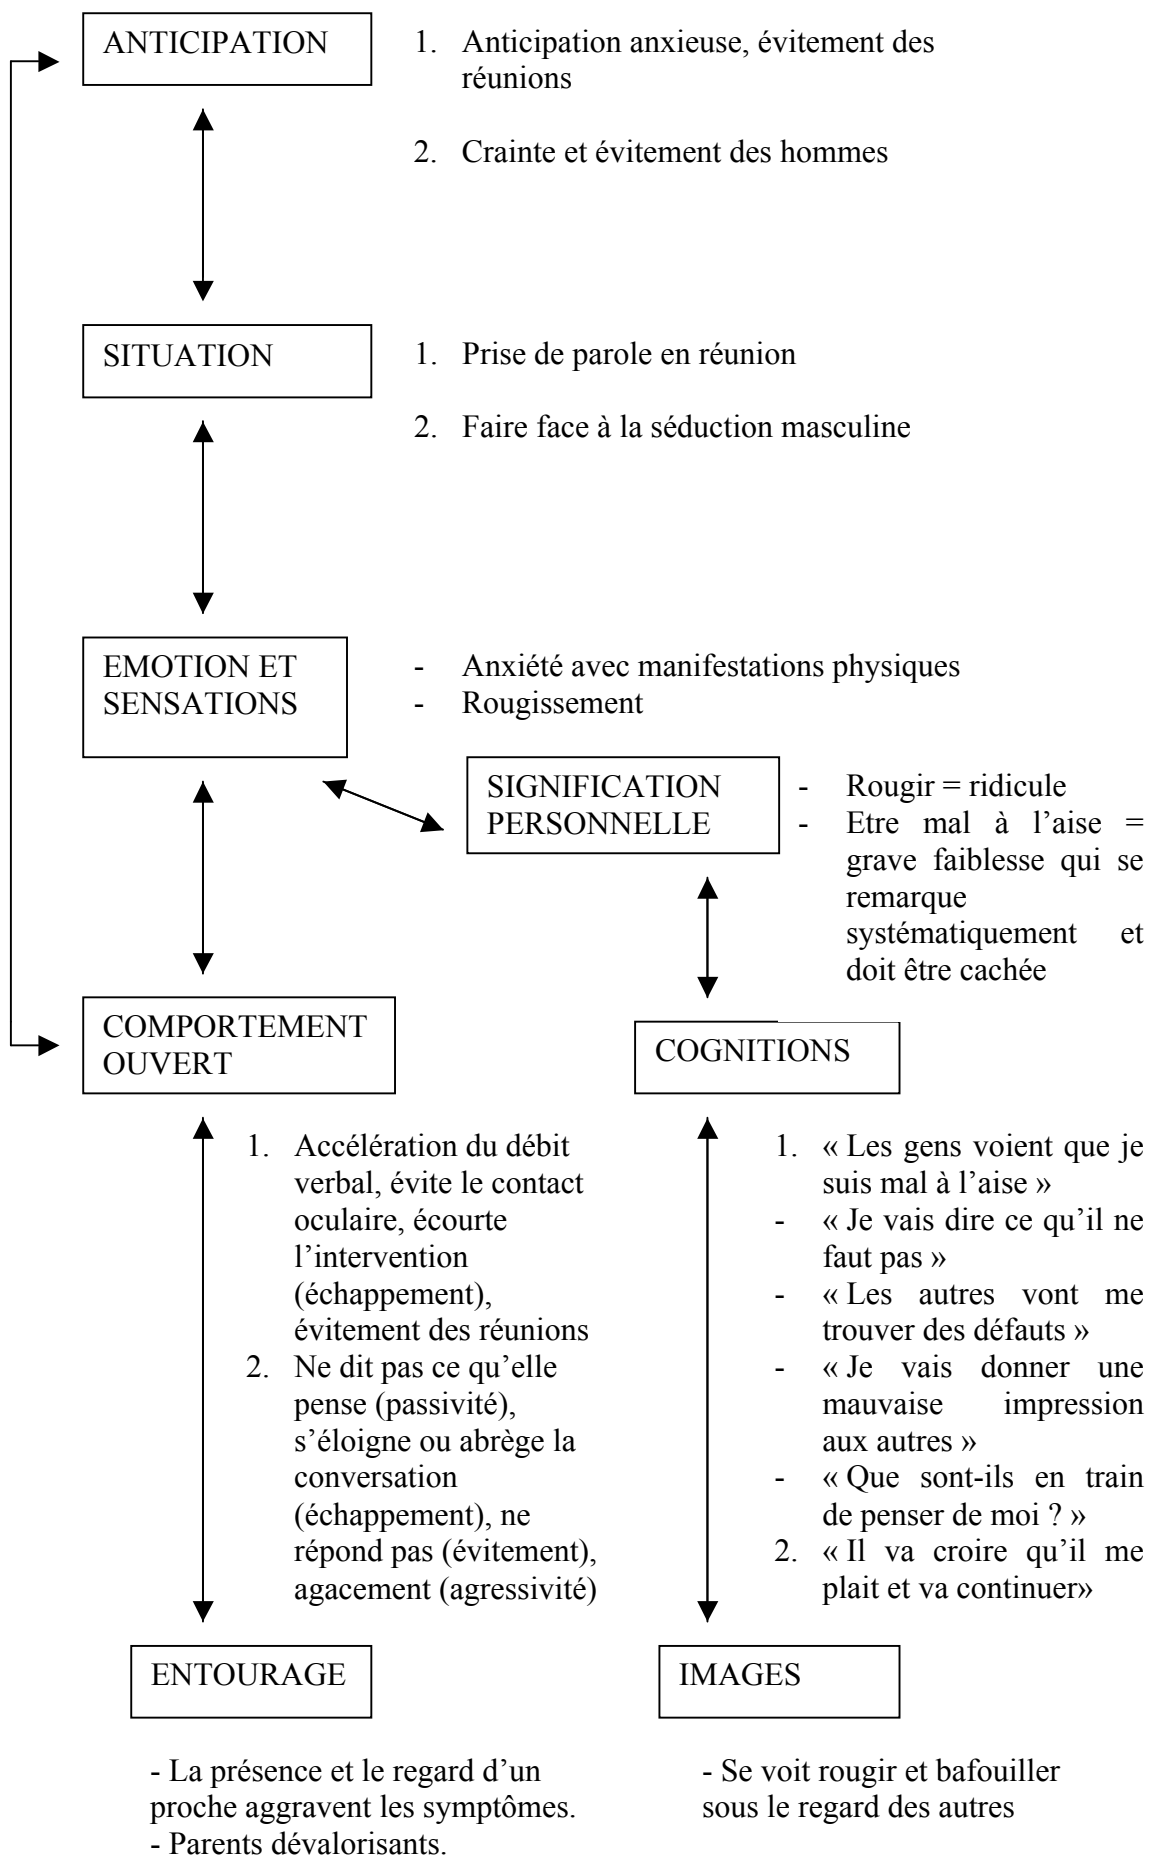 ANTICIPATION
1. Anticipation anxieuse, évitement des
réunions
2. Crainte et évitement des hommes
SITUATION
1. Prise de parole en réunion
2. Faire face à la séduction masculine
EMOTION ET
SENSATIONS
- Anxiété avec manifestations physiques
- Rougissement
SIGNIFICATION
PERSONNELLE
- Rougir = ridicule
- Etre mal à l’aise =
grave faiblesse qui se
remarque
systématiquement et
doit être cachée
COMPORTEMENT
OUVERT
COGNITIONS
1. Accélération du débit
verbal, évite le contact
oculaire, écourte
l’intervention
(échappement),
évitement des réunions
2. Ne dit pas ce qu’elle
pense (passivité),
s’éloigne ou abrège la
conversation
(échappement), ne
répond pas (évitement),
agacement (agressivité)
1. « Les gens voient que je
suis mal à l’aise »
- « Je vais dire ce qu’il ne
faut pas »
- « Les autres vont me
trouver des défauts »
- « Je vais donner une
mauvaise impression
aux autres »
- « Que sont-ils en train
de penser de moi ? »
2. « Il va croire qu’il me
plait et va continuer»
ENTOURAGE
IMAGES
- La présence et le regard d’un
proche aggravent les symptômes.
- Parents dévalorisants.
- Se voit rougir et bafouiller
sous le regard des autres